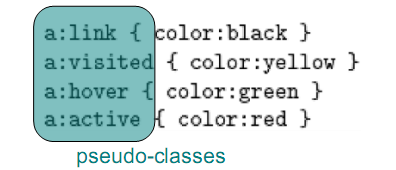 a:link { color:black }
a:visited { color:yellow }
a:hover { color:green }
a:active { color:red }
pseudo-classes